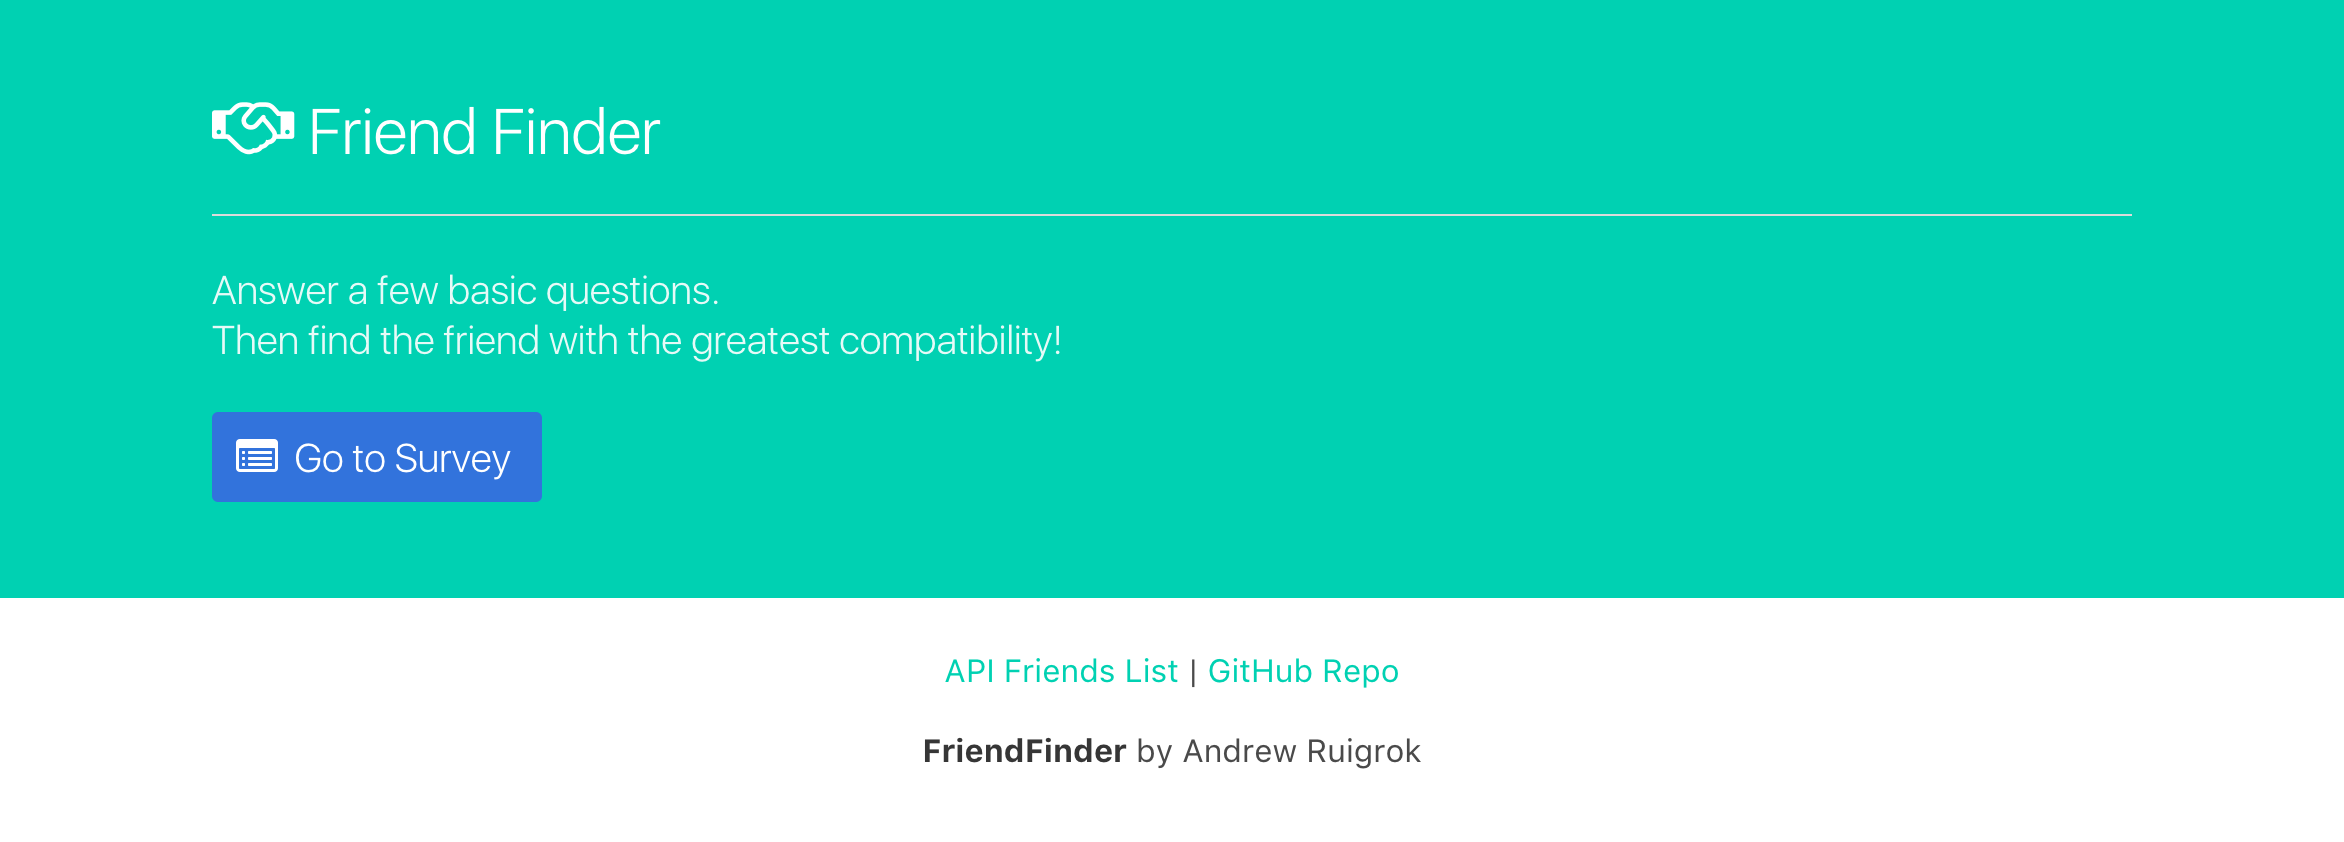 Friend Finder
Answer a few basic questions.
Then find the friend with the greatest compatibility!
Go to Survey
API Friends List | GitHub Repo
FriendFinder by Andrew Ruigrok